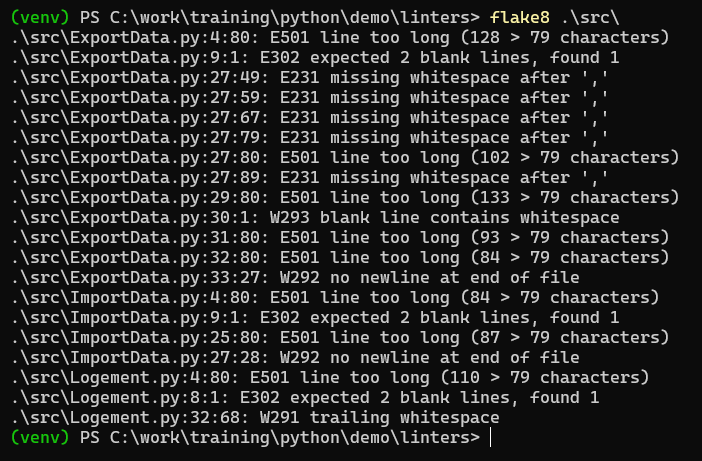 (venv) PS C:\work\training\python\demo\linters> flake8 .\src\
.\src\ExportData.py:4:80: E501 line too long (128 > 79 characters)
.\src\ExportData.py:9:1: E302 expected 2 blank lines, found 1
.\src\ExportData.py:27:49: E231 missing whitespace after ','
.\src\ExportData.py:27:59: E231 missing whitespace after ','
.\src\ExportData.py:27:67: E231 missing whitespace after ','
.\src\ExportData.py:27:79: E231 missing whitespace after ','
.\src\ExportData.py:27:80: E501 line too long (102 > 79 characters)
.\src\ExportData.py:27:89: E231 missing whitespace after ','
.\src\ExportData.py:29:80: E501 line too long (133 > 79 characters)
.\src\ExportData.py:30:1: W293 blank line contains whitespace
.\src\ExportData.py:31:80: E501 line too long (93 > 79 characters)
.\src\ExportData.py:32:80: E501 line too long (84 > 79 characters)
.\src\ExportData.py:33:27: W292 no newline at end of file
.\src\ImportData.py:4:80: E501 line too long (84 > 79 characters)
.\src\ImportData.py:9:1: E302 expected 2 blank lines, found 1
.\src\ImportData.py:25:80: E501 line too long (87 > 79 characters)
.\src\ImportData.py:27:28: W292 no newline at end of file
.\src\Logement.py:4:80: E501 line too long (110 > 79 characters)
.\src\Logement.py:8:1: E302 expected 2 blank lines, found 1
.\src\Logement.py:32:68: W291 trailing whitespace
(venv) PS C:\work\training\python\demo\linters>